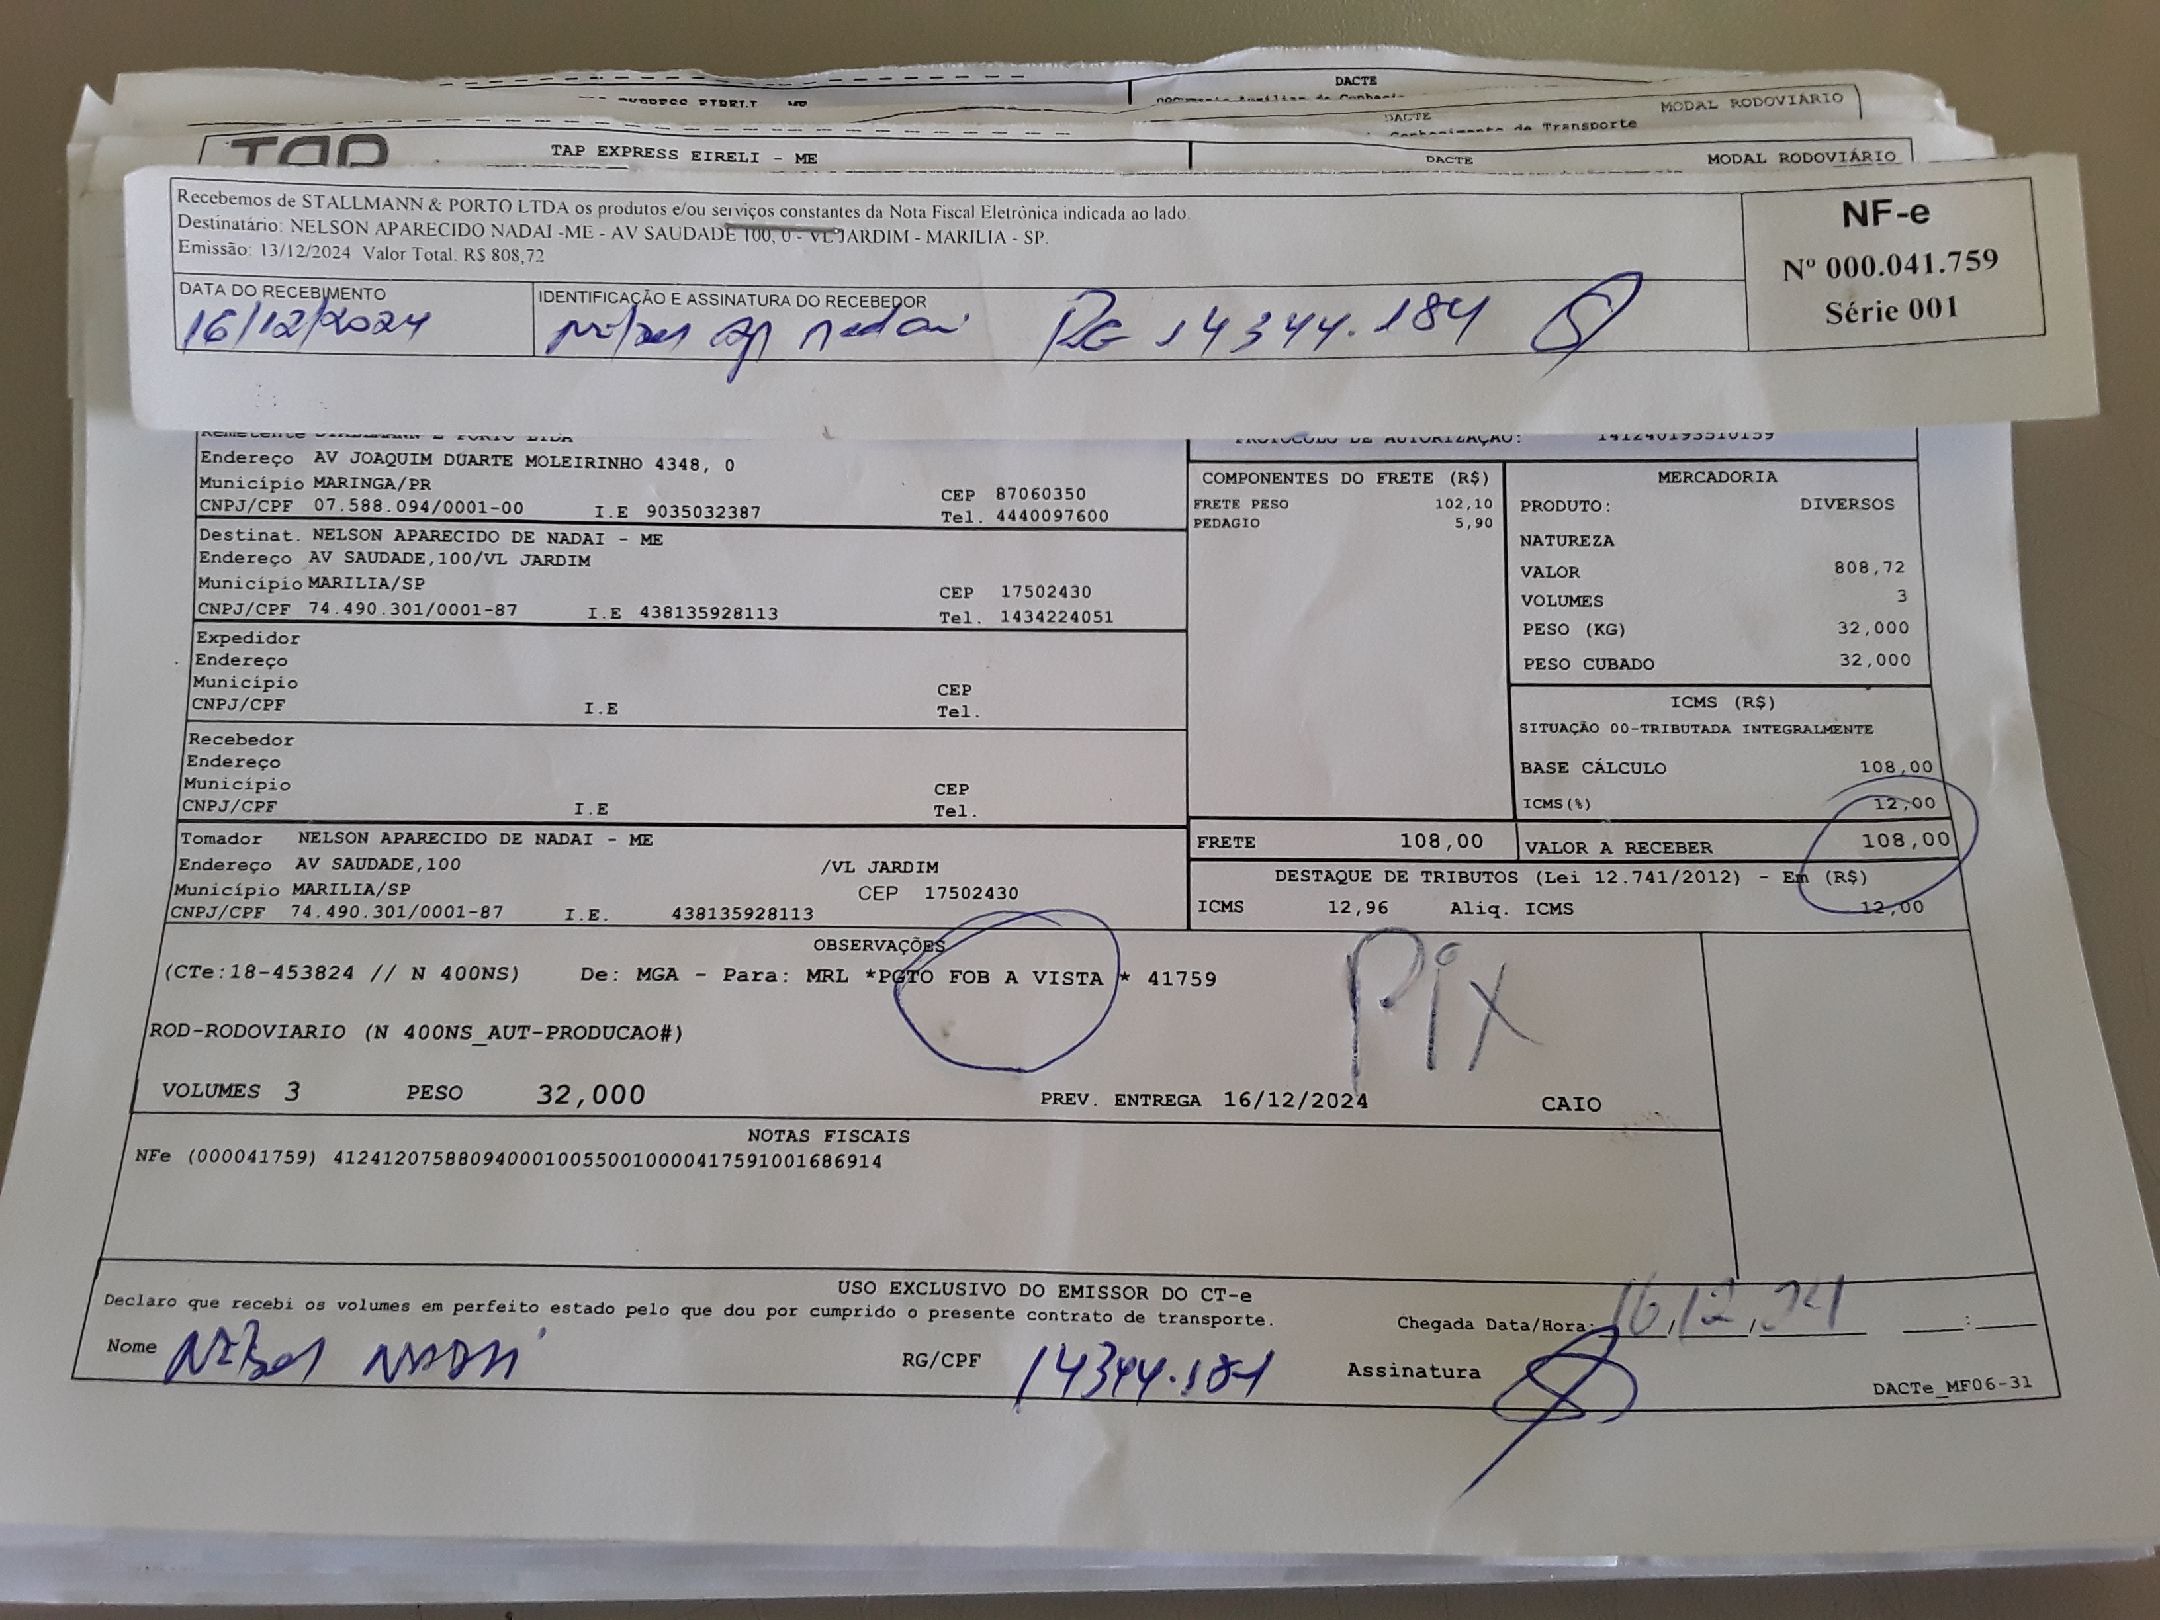 DACTE
MODAL RODOVIARIO
DACTE
Conhecimento de Transporte
TAP
TAP EXPRESS EIRELI - ME
DACTE
MODAL RODOVIÁRIO
Recebemos de STALLMANN & PORTO LTDA os produtos e/ou serviços constantes da Nota Fiscal Eletrônica indicada ao lado.
Destinatário: NELSON APARECIDO NADAI -ME - AV SAUDADE 100, 0 - VL JARDIM - MARILIA - SP.
Emissão: 13/12/2024 Valor Total: R$ 808,72
NF-e
Nº 000.041.759
Série 001
DATA DO RECEBIMENTO
16/12/2024
IDENTIFICAÇÃO E ASSINATURA DO RECEBEDOR
Ap Nadai RG 14344.184
Remetente STALLMANN E PORTO LTDA
Endereço AV JOAQUIM DUARTE MOLEIRINHO 4348, 0
Município MARINGA/PR
CEP 87060350
CNPJ/CPF 07.588.094/0001-00 I.E 9035032387
Tel. 4440097600
Destinat. NELSON APARECIDO DE NADAI - ME
Endereço AV SAUDADE,100/VL JARDIM
Município MARILIA/SP
CEP 17502430
CNPJ/CPF 74.490.301/0001-87 I.E 438135928113
Tel. 1434224051
Expedidor
Endereço
Município
CEP
CNPJ/CPF I.E
Tel.
Recebedor
Endereço
Município
CEP
CNPJ/CPF I.E
Tel.
Tomador NELSON APARECIDO DE NADAI - ME
Endereço AV SAUDADE,100 /VL JARDIM
Município MARILIA/SP CEP 17502430
CNPJ/CPF 74.490.301/0001-87 I.E. 438135928113
PROTOCOLO DE AUTORIZAÇÃO: 141240193510159
COMPONENTES DO FRETE (R$)
FRETE PESO 102,10
PEDAGIO 5,90
MERCADORIA
PRODUTO: DIVERSOS
NATUREZA
VALOR 808,72
VOLUMES 3
PESO (KG) 32,000
PESO CUBADO 32,000
ICMS (R$)
SITUAÇÃO 00-TRIBUTADA INTEGRALMENTE
BASE CÁLCULO 108,00
ICMS(%) 12,00
FRETE 108,00
VALOR A RECEBER 108,00
DESTAQUE DE TRIBUTOS (Lei 12.741/2012) - Em (R$)
ICMS 12,96 Aliq. ICMS 12,00
OBSERVAÇÕES
(CTe:18-453824 // N 400NS) De: MGA - Para: MRL *PGTO FOB A VISTA * 41759
Pix
ROD-RODOVIARIO (N 400NS_AUT-PRODUCAO#)
VOLUMES 3 PESO 32,000
PREV. ENTREGA 16/12/2024 CAIO
NOTAS FISCAIS
NFe (000041759) 41241207588094000100550010000417591001686914
USO EXCLUSIVO DO EMISSOR DO CT-e
Declaro que recebi os volumes em perfeito estado pelo que dou por cumprido o presente contrato de transporte.
Chegada Data/Hora: 16,12,24 :
Nome Nelson Nadai
RG/CPF 14344.184
Assinatura
DACTe_MF06-31